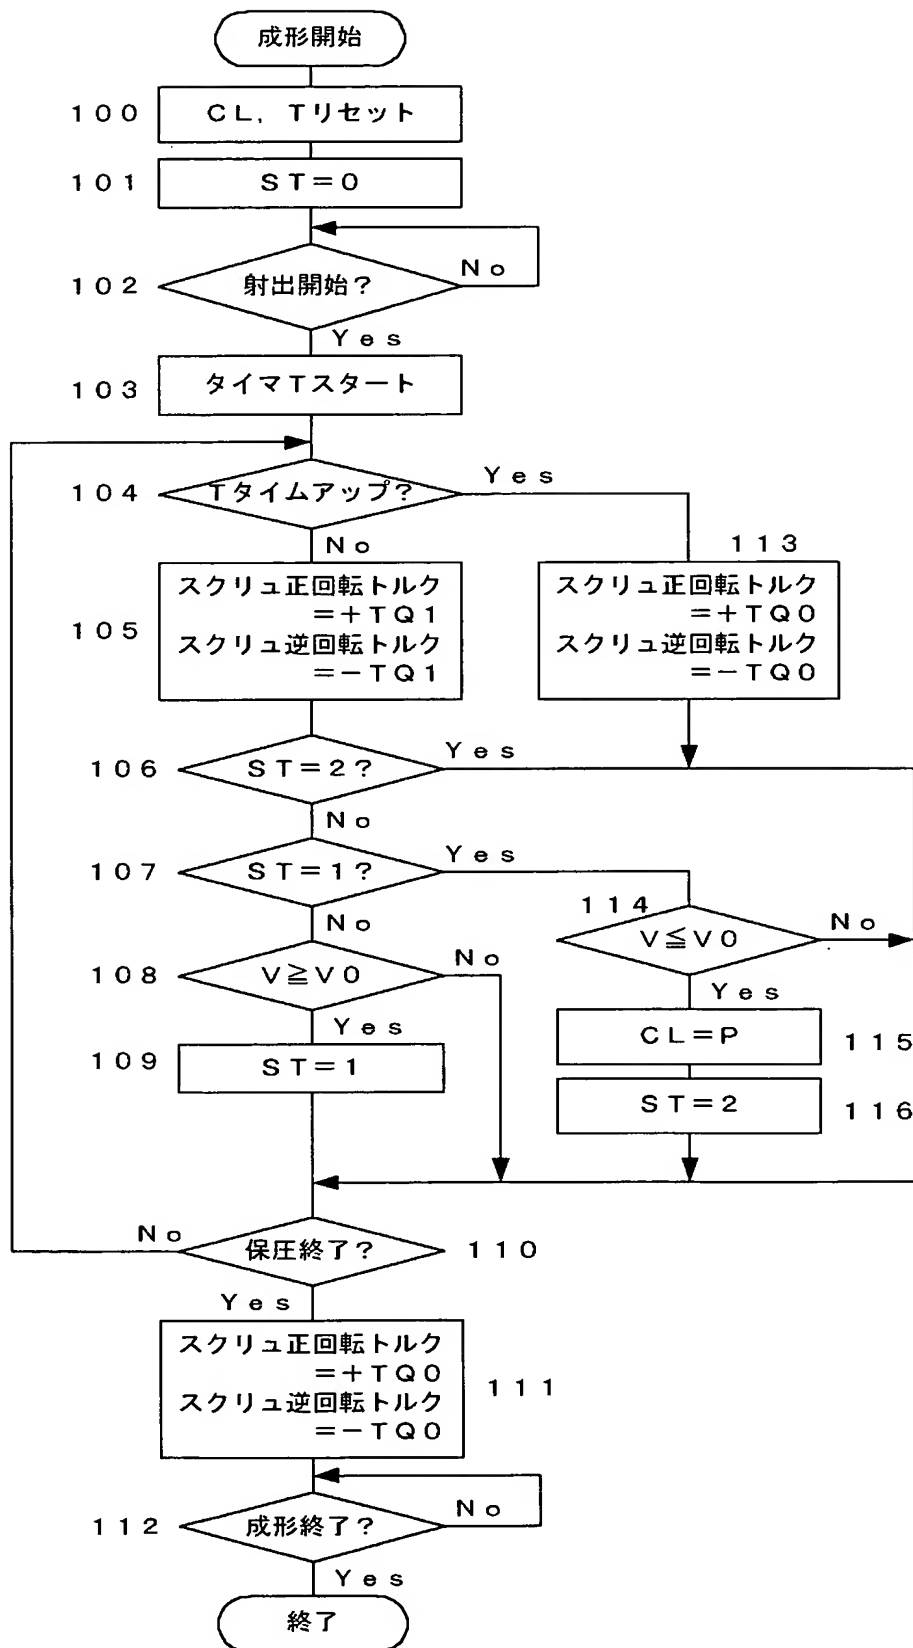 成形開始
100
CL,Tリセット
101
ST=0
102
射出開始?
No
Yes
103
タイマTスタート
104
Tタイムアップ?
Yes
No
113
105
スクリュ正回転トルク
=+TQ1
スクリュ逆回転トルク
=-TQ1
スクリュ正回転トルク
=+TQ0
スクリュ逆回転トルク
=-TQ0
106
ST=2?
Yes
No
107
ST=1?
Yes
No
114
V≦V0
No
Yes
108
V≧V0
No
Yes
CL=P
115
109
ST=1
ST=2
116
保圧終了?
110
No
Yes
スクリュ正回転トルク
=+TQ0
スクリュ逆回転トルク
=-TQ0
111
112
成形終了?
No
Yes
終了